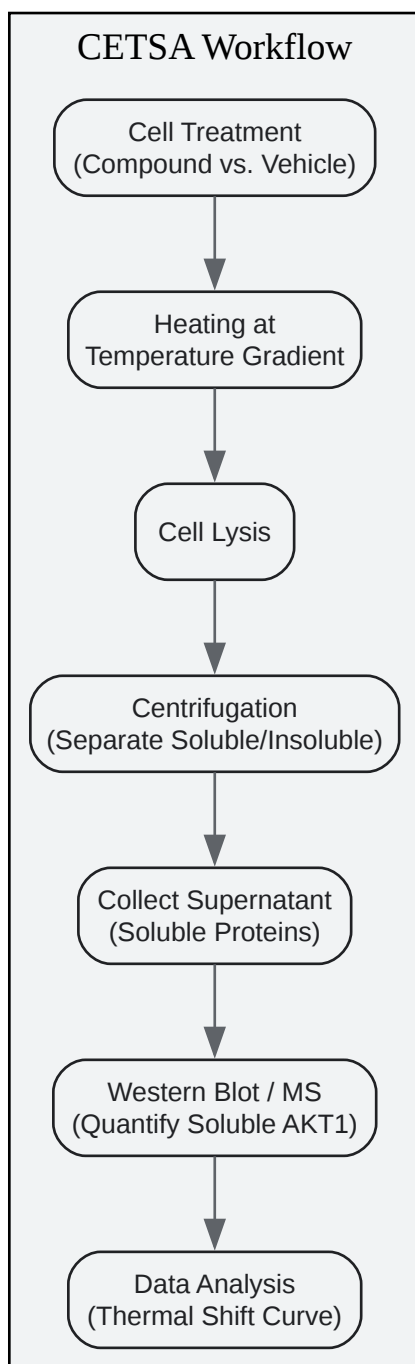 CETSA Workflow
Cell Treatment
(Compound vs. Vehicle)
Heating at
Temperature Gradient
Cell Lysis
Centrifugation
(Separate Soluble/Insoluble)
Collect Supernatant
(Soluble Proteins)
Western Blot / MS
(Quantify Soluble AKT1)
Data Analysis
(Thermal Shift Curve)